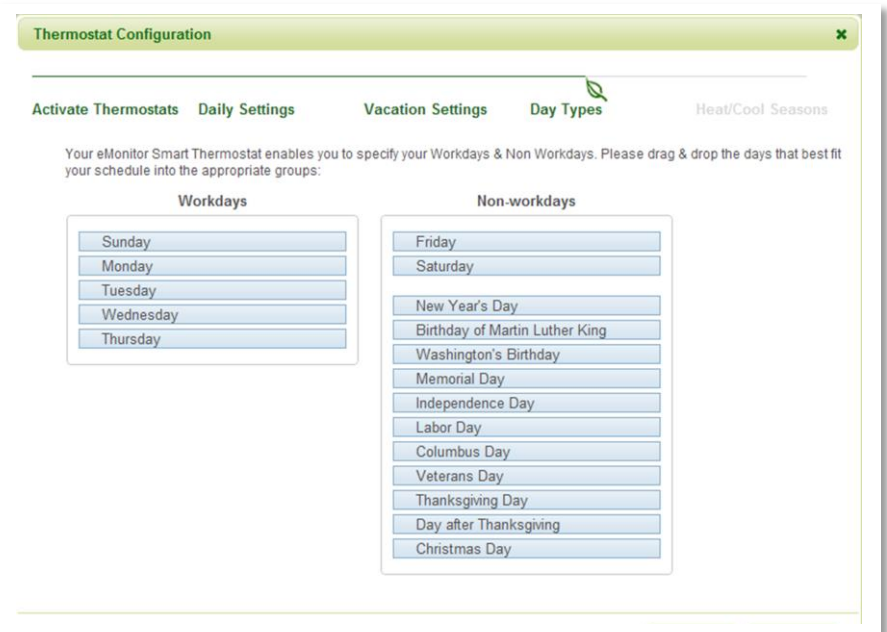 Thermostat Configuration
Activate Thermostats Daily Settings Vacation Settings Day Types Heat/Cool Seasons
Your eMonitor Smart Thermostat enables you to specify your Workdays & Non Workdays. Please drag & drop the days that best fit
your schedule into the appropriate groups:
Workdays
Sunday
Monday
Tuesday
Wednesday
Thursday
Non-workdays
Friday
Saturday
New Year's Day
Birthday of Martin Luther King
Washington's Birthday
Memorial Day
Independence Day
Labor Day
Columbus Day
Veterans Day
Thanksgiving Day
Day after Thanksgiving
Christmas Day